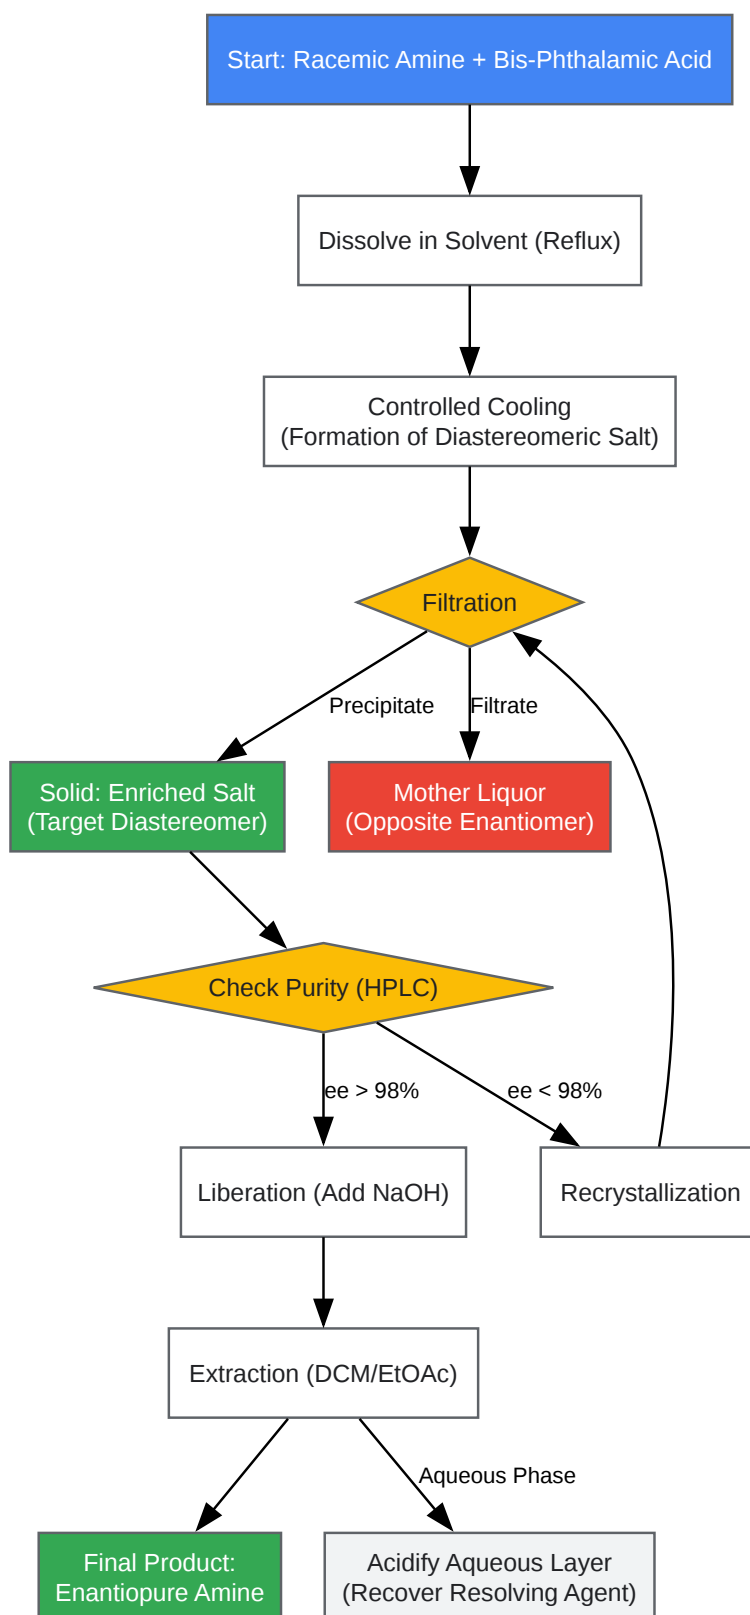 Start: Racemic Amine + Bis-Phthalamic Acid
Dissolve in Solvent (Reflux)
Controlled Cooling
(Formation of Diastereomeric Salt)
Filtration
Precipitate
Filtrate
Solid: Enriched Salt
(Target Diastereomer)
Mother Liquor
(Opposite Enantiomer)
Check Purity (HPLC)
ee > 98%
ee < 98%
Liberation (Add NaOH)
Recrystallization
Extraction (DCM/EtOAc)
Aqueous Phase
Final Product:
Enantiopure Amine
Acidify Aqueous Layer
(Recover Resolving Agent)